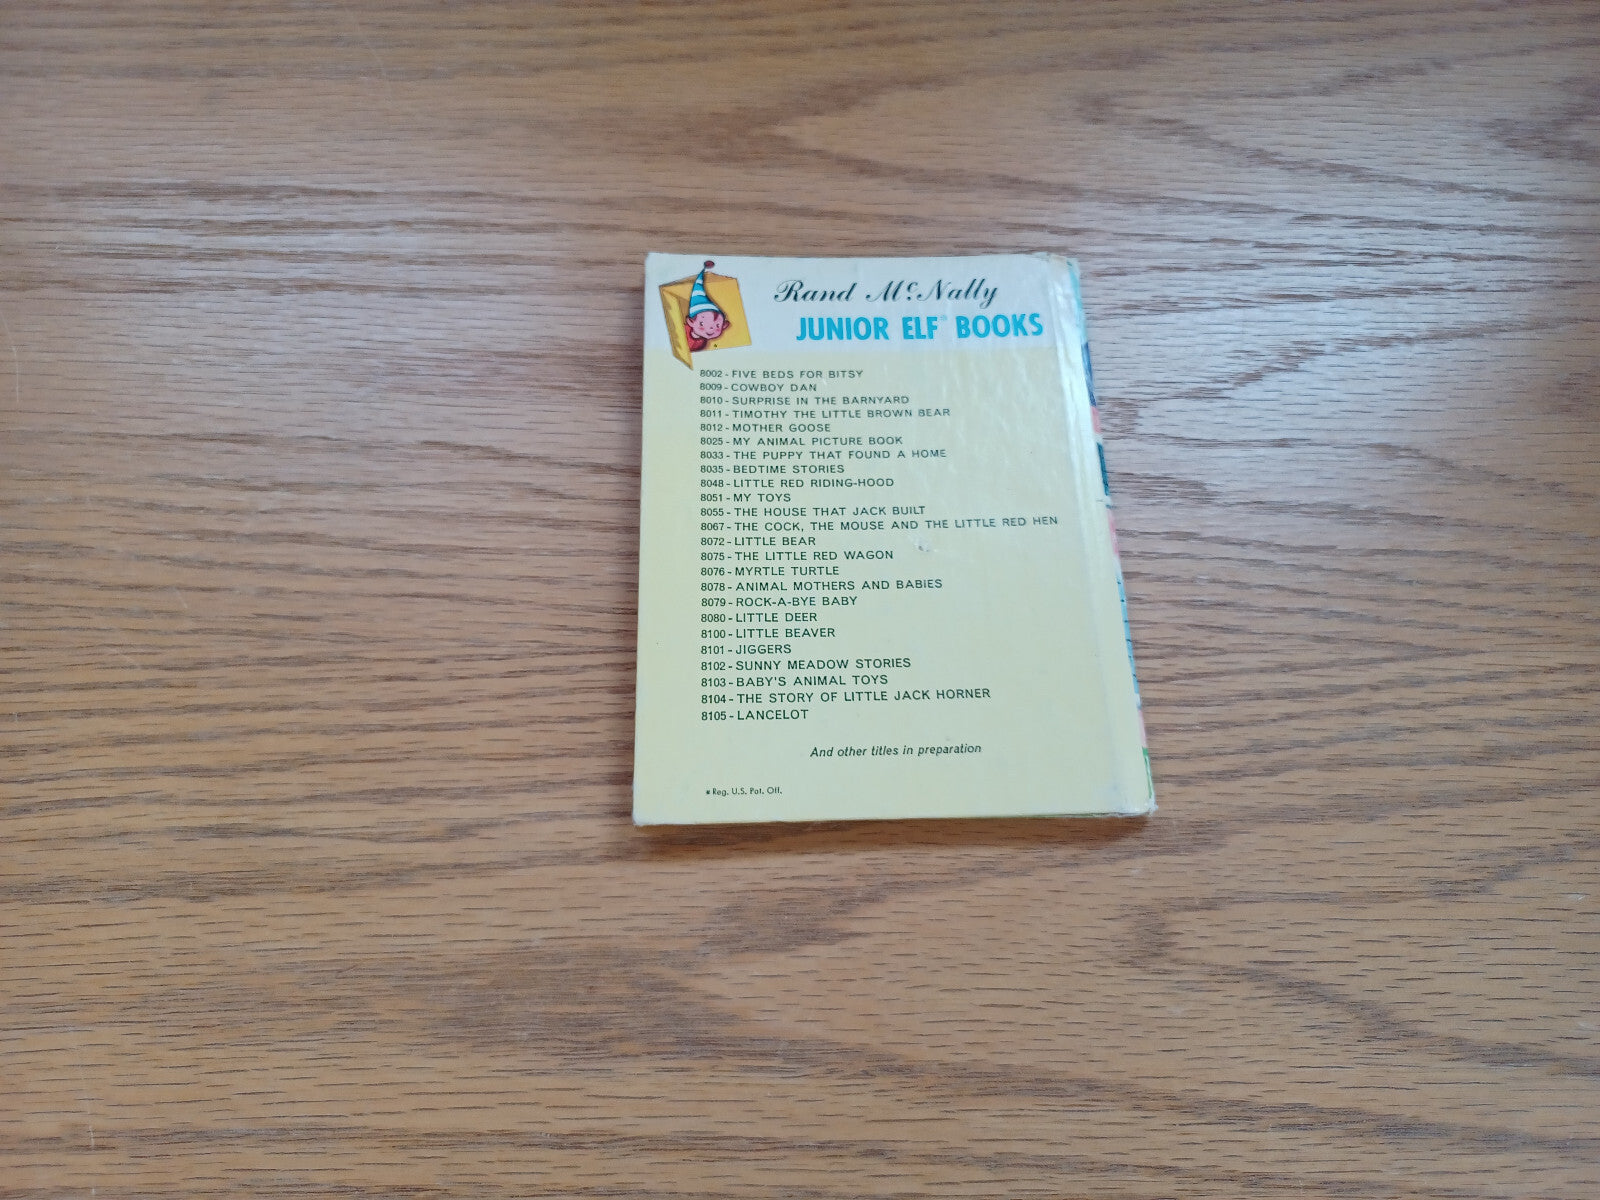 Rand McNally
JUNIOR ELF® BOOKS
8002 - FIVE BEDS FOR BITSY
8009 - COWBOY DAN
8010 - SURPRISE IN THE BARNYARD
8011 - TIMOTHY THE LITTLE BROWN BEAR
8012 - MOTHER GOOSE
8025 - MY ANIMAL PICTURE BOOK
8033 - THE PUPPY THAT FOUND A HOME
8035 - BEDTIME STORIES
8048 - LITTLE RED RIDING-HOOD
8051 - MY TOYS
8055 - THE HOUSE THAT JACK BUILT
8067 - THE COCK, THE MOUSE AND THE LITTLE RED HEN
8072 - LITTLE BEAR
8075 - THE LITTLE RED WAGON
8076 - MYRTLE TURTLE
8078 - ANIMAL MOTHERS AND BABIES
8079 - ROCK-A-BYE BABY
8080 - LITTLE DEER
8100 - LITTLE BEAVER
8101 - JIGGERS
8102 - SUNNY MEADOW STORIES
8103 - BABY'S ANIMAL TOYS
8104 - THE STORY OF LITTLE JACK HORNER
8105 - LANCELOT
And other titles in preparation
* Reg. U.S. Pat. Off.